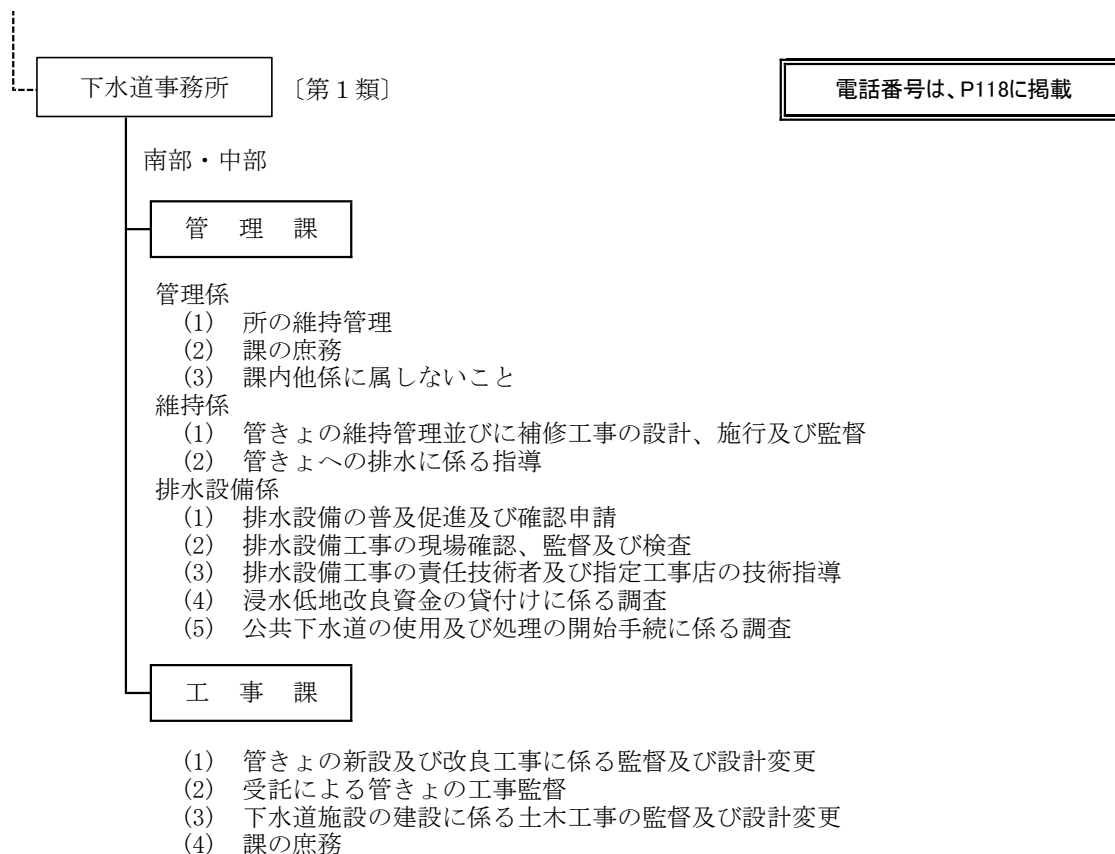 下水道事務所 〔第１類〕 電話番号は、P118に掲載
南部・中部
管 理 課
管理係
(1) 所の維持管理
(2) 課の庶務
(3) 課内他係に属しないこと
維持係
(1) 管きょの維持管理並びに補修工事の設計、施行及び監督
(2) 管きょへの排水に係る指導
排水設備係
(1) 排水設備の普及促進及び確認申請
(2) 排水設備工事の現場確認、監督及び検査
(3) 排水設備工事の責任技術者及び指定工事店の技術指導
(4) 浸水低地改良資金の貸付けに係る調査
(5) 公共下水道の使用及び処理の開始手続に係る調査
工 事 課
(1) 管きょの新設及び改良工事に係る監督及び設計変更
(2) 受託による管きょの工事監督
(3) 下水道施設の建設に係る土木工事の監督及び設計変更
(4) 課の庶務